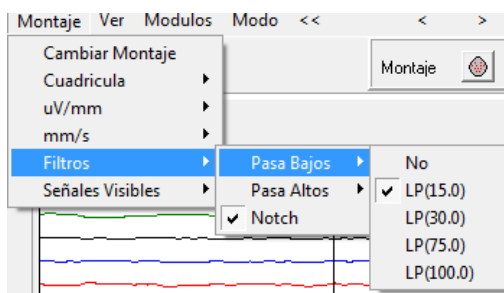 Montaje Ver Modulos Modo << < >
Cambiar Montaje
Cuadricula
uV/mm
mm/s
Filtros
Señales Visibles
Montaje
Pasa Bajos
Pasa Altos
Notch
No
LP(15.0)
LP(30.0)
LP(75.0)
LP(100.0)